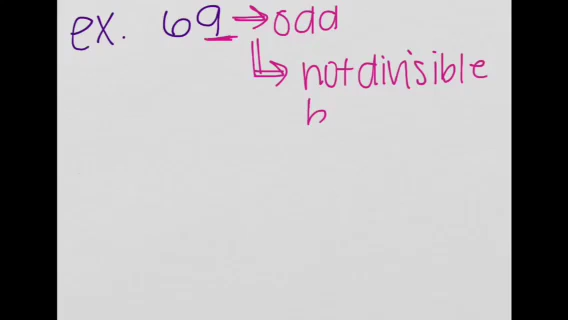 ex. 69 → odd
↳ not divisible
b